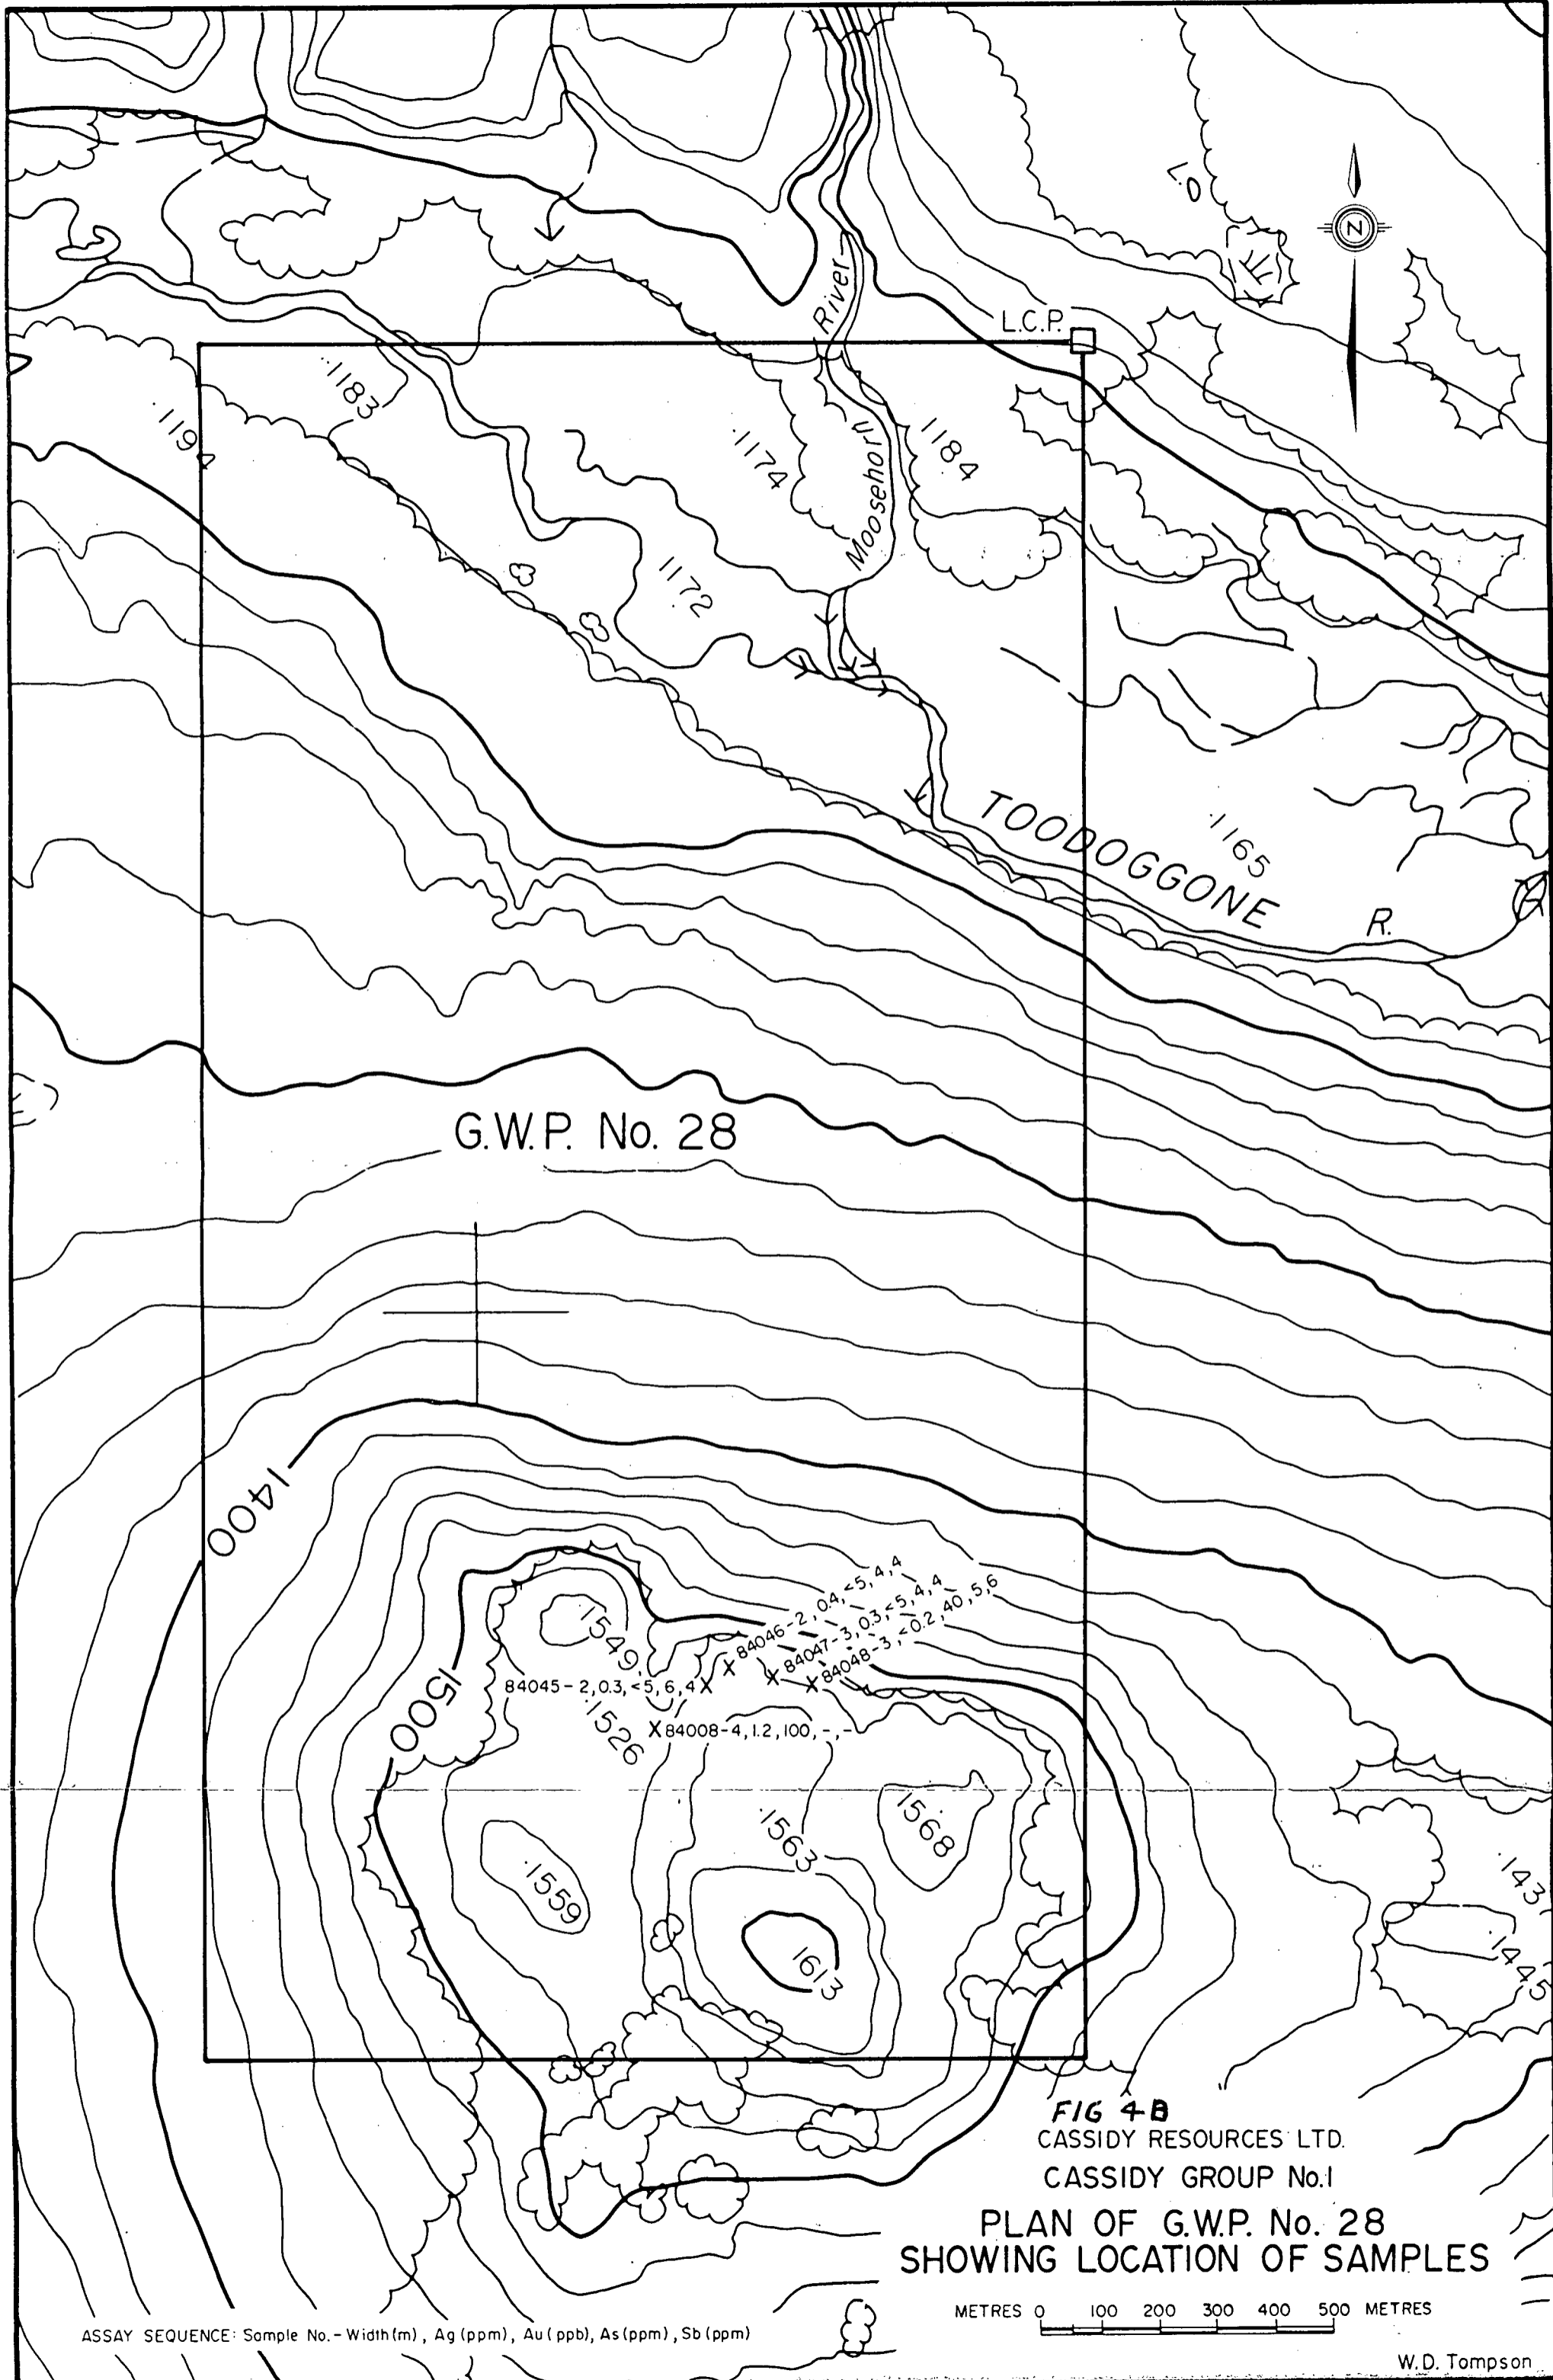 L.O
N
River
L.C.P.
.1183
.1194
.1174
Moosehorn
1184
1172
TOODOGGONE R.
.1165
G.W.P. No. 28
1400
84046-2, 0.4, <5, 4, 4
84047-3, 0.3, <5, 4, 4
84048-3, <0.2, 40, 5, 6
.1549
84045-2, 0.3, <5, 6, 4 X
1500
.1526
X 84008-4, 1.2, 100, -, -
.1563
1568
.1559
1613
.143
.1445
FIG 4B
CASSIDY RESOURCES LTD.
CASSIDY GROUP No.1
PLAN OF G.W.P. No. 28
SHOWING LOCATION OF SAMPLES
METRES 0 100 200 300 400 500 METRES
ASSAY SEQUENCE: Sample No.-Width(m), Ag(ppm), Au(ppb), As(ppm), Sb(ppm)
W.D. Tompson